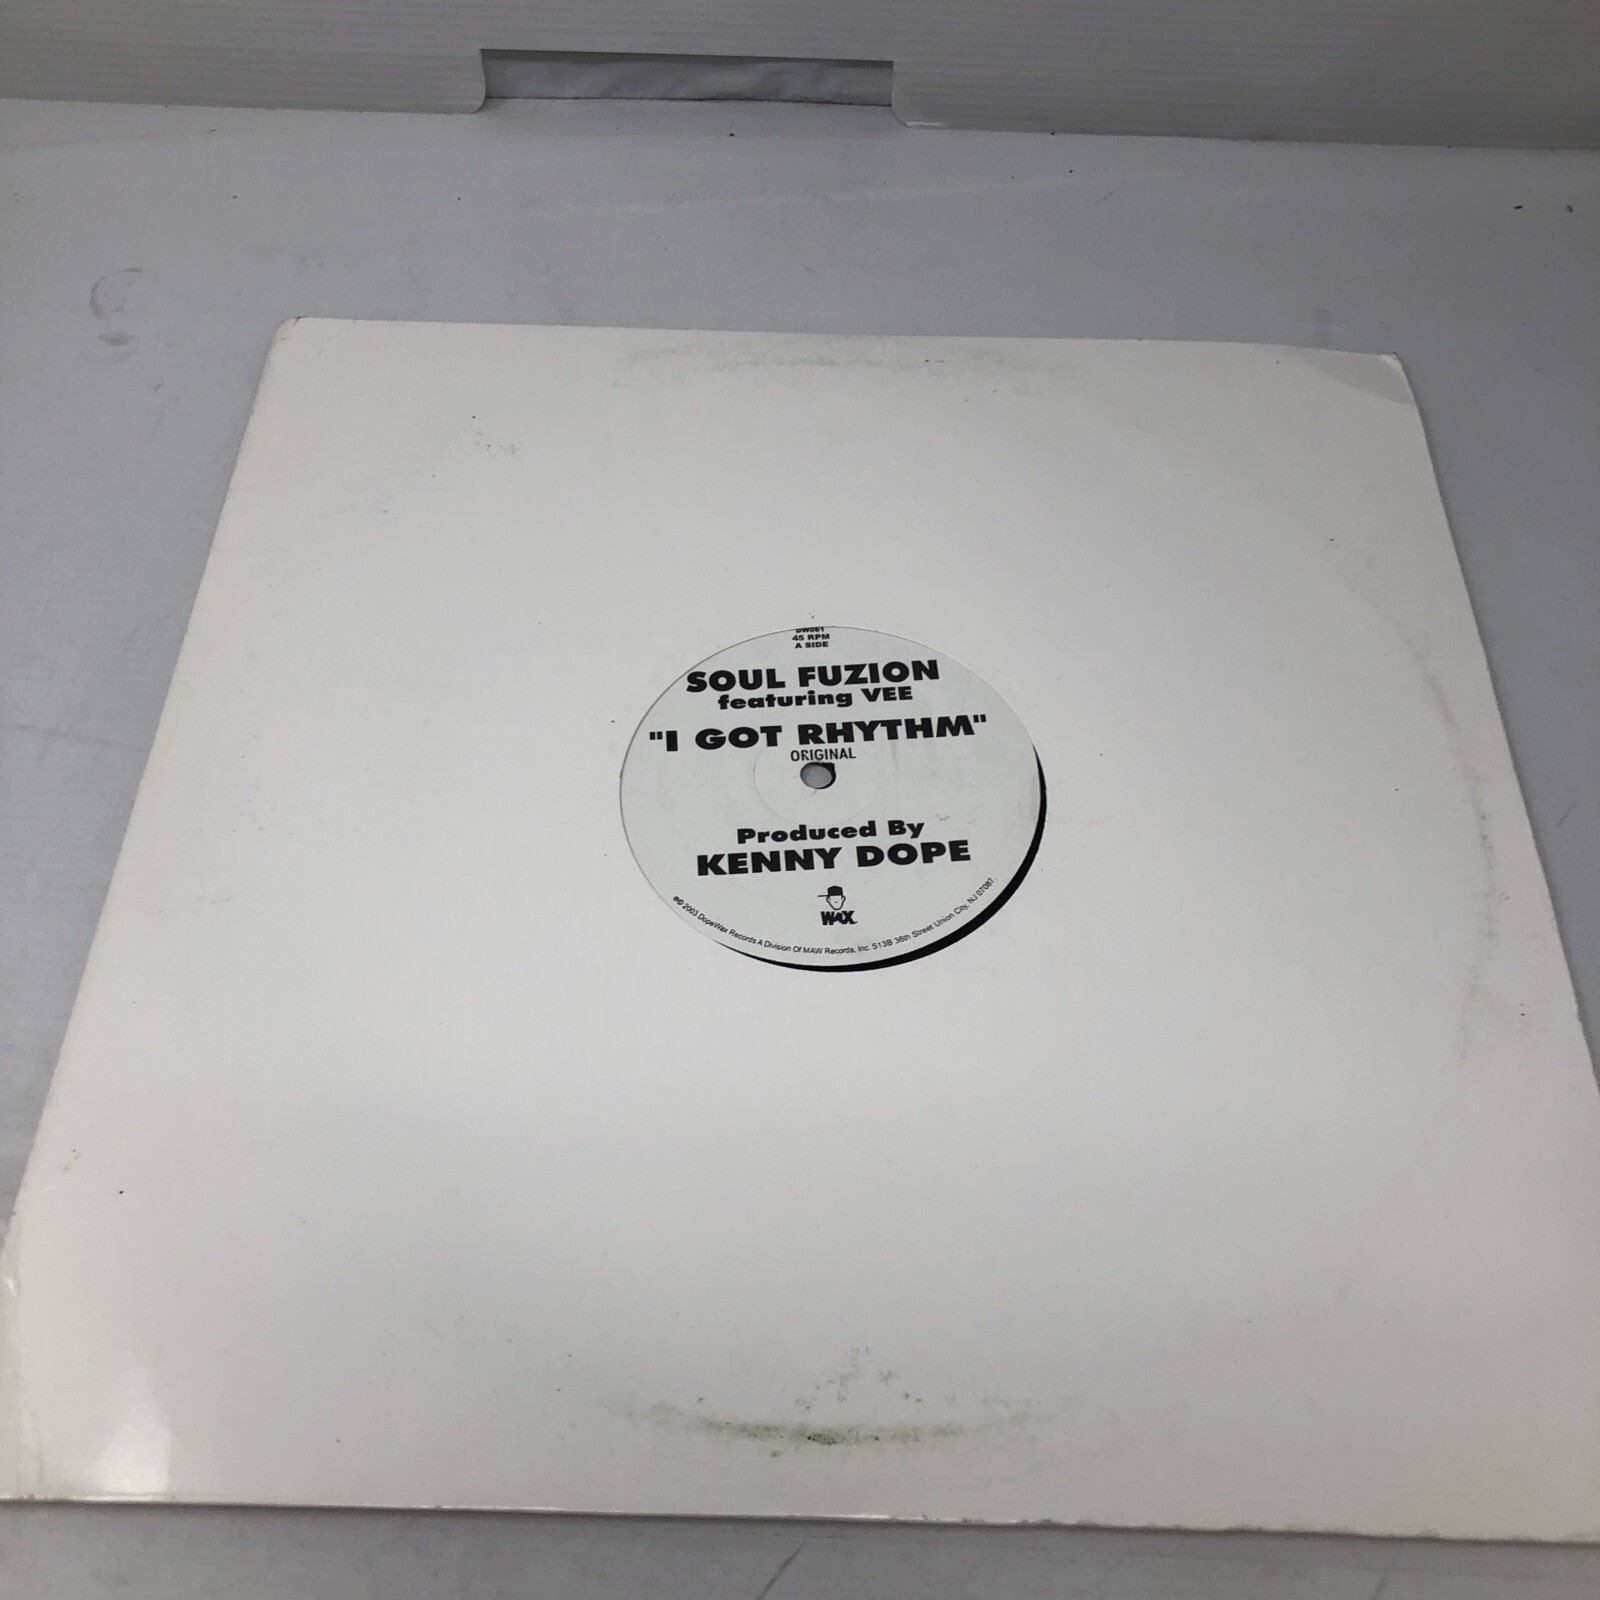 DW061
45 RPM
A SIDE
SOUL FUZION
featuring VEE
"I GOT RHYTHM"
ORIGINAL
Produced By
KENNY DOPE
WAX
℗© 2003 DopeWax Records A Division Of MAW Records, Inc. 513B 36th Street Union City, NJ 07087.